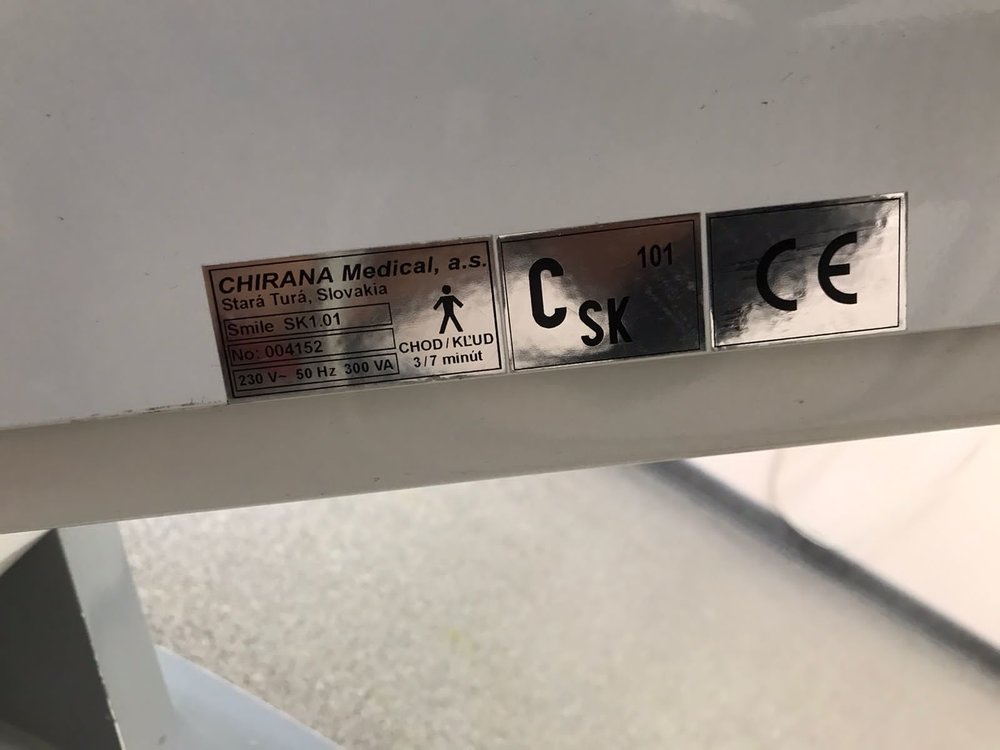 CHIRANA Medical, a.s.
Stará Turá, Slovakia
Smile SK1.01
No: 004152
230 V~ 50 Hz 300 VA
CHOD / KĽUD
3 / 7 minút
C SK
101
CE